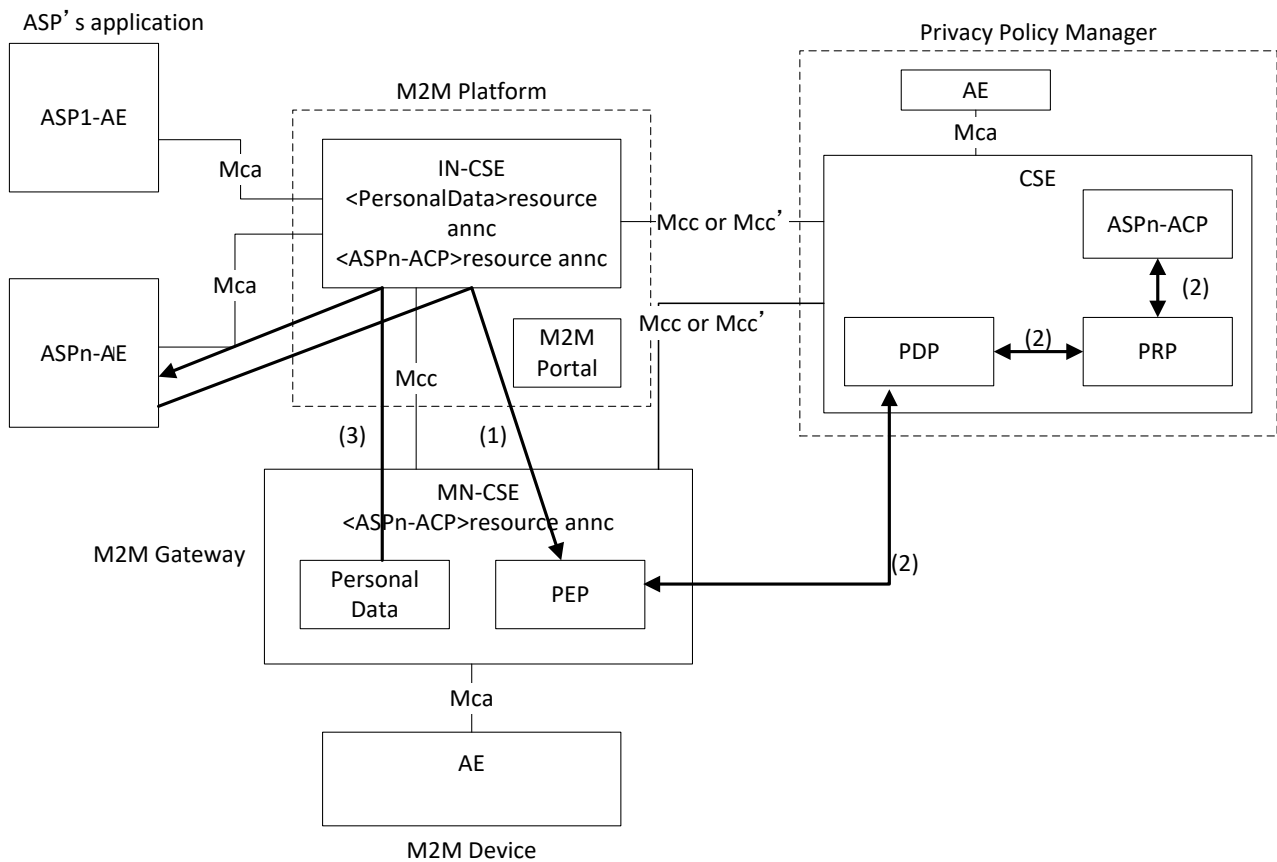 ASP’s application
Privacy Policy Manager
M2M Platform
AE
ASP1-AE
Mca
Mca
IN-CSE
<PersonalData>resource
annc
<ASPn-ACP>resource annc
CSE
Mcc or Mcc’
ASPn-ACP
Mca
(2)
Mcc or Mcc’
ASPn-AE
M2M
Portal
PDP
(2)
PRP
Mcc
(3)
(1)
MN-CSE
<ASPn-ACP>resource annc
M2M Gateway
Personal
Data
PEP
(2)
Mca
AE
M2M Device